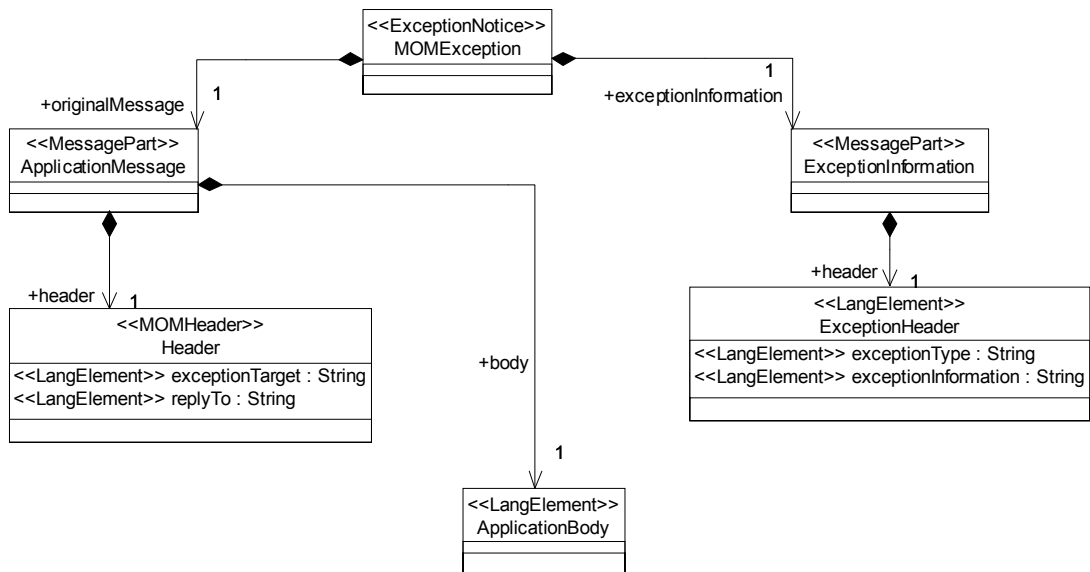 <<ExceptionNotice>>
MOMException
1
+originalMessage
1
+exceptionInformation
<<MessagePart>>
ApplicationMessage
<<MessagePart>>
ExceptionInformation
+header
1
+header
1
<<MOMHeader>>
Header
<<LangElement>> exceptionTarget : String
<<LangElement>> replyTo : String
<<LangElement>>
ExceptionHeader
<<LangElement>> exceptionType : String
<<LangElement>> exceptionInformation : String
+body
1
<<LangElement>>
ApplicationBody